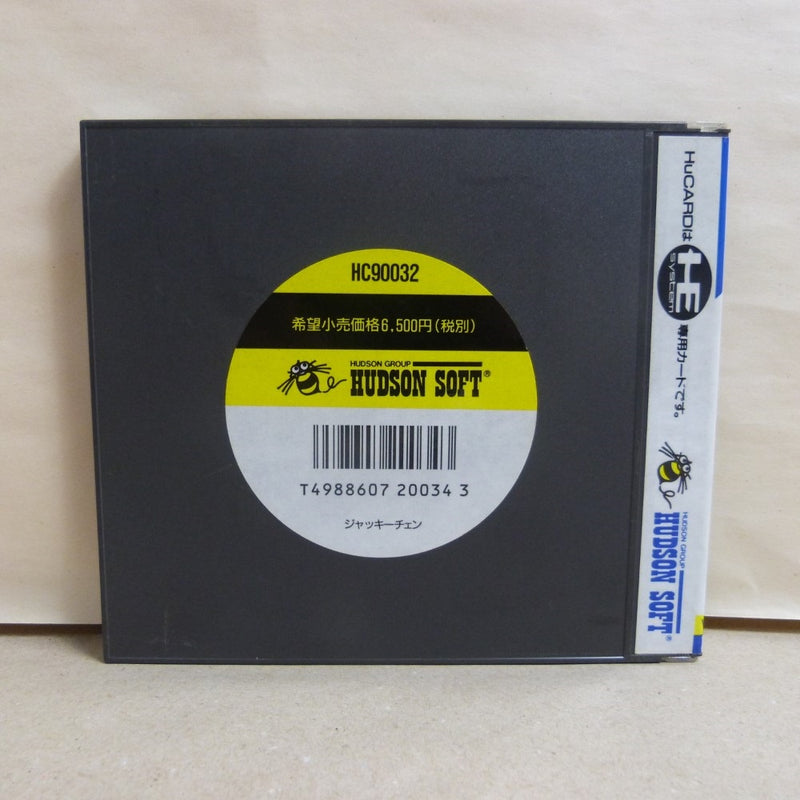 HC90032
希望小売価格6,500円(税別)
HUDSON GROUP
HUDSON SOFT®
T4988607 20034 3
ジャッキーチェン
HuCARDは
HE
SYSTEM
専用カードです。
HUDSON GROUP
HUDSON SOFT®